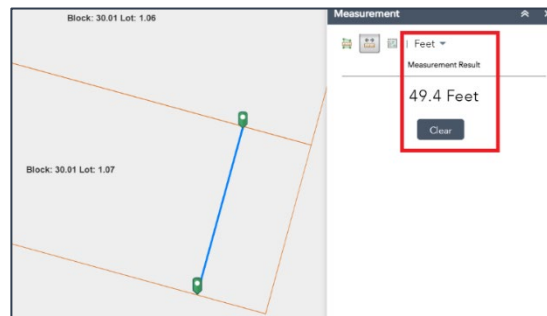 Block: 30.01 Lot: 1.06
Block: 30.01 Lot: 1.07
Measurement
Feet
Measurement Result
49.4 Feet
Clear